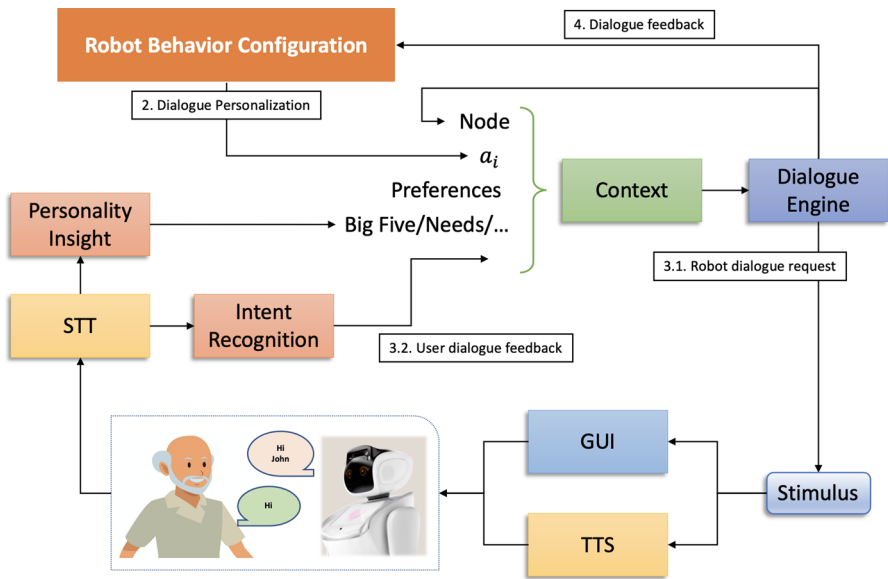 Robot Behavior Configuration
4. Dialogue feedback
2. Dialogue Personalization
Node
a_i
Preferences
Big Five/Needs/...
Context
Dialogue
Engine
Personality
Insight
3.1. Robot dialogue request
STT
Intent
Recognition
3.2. User dialogue feedback
Hi
John
Hi
GUI
Stimulus
TTS